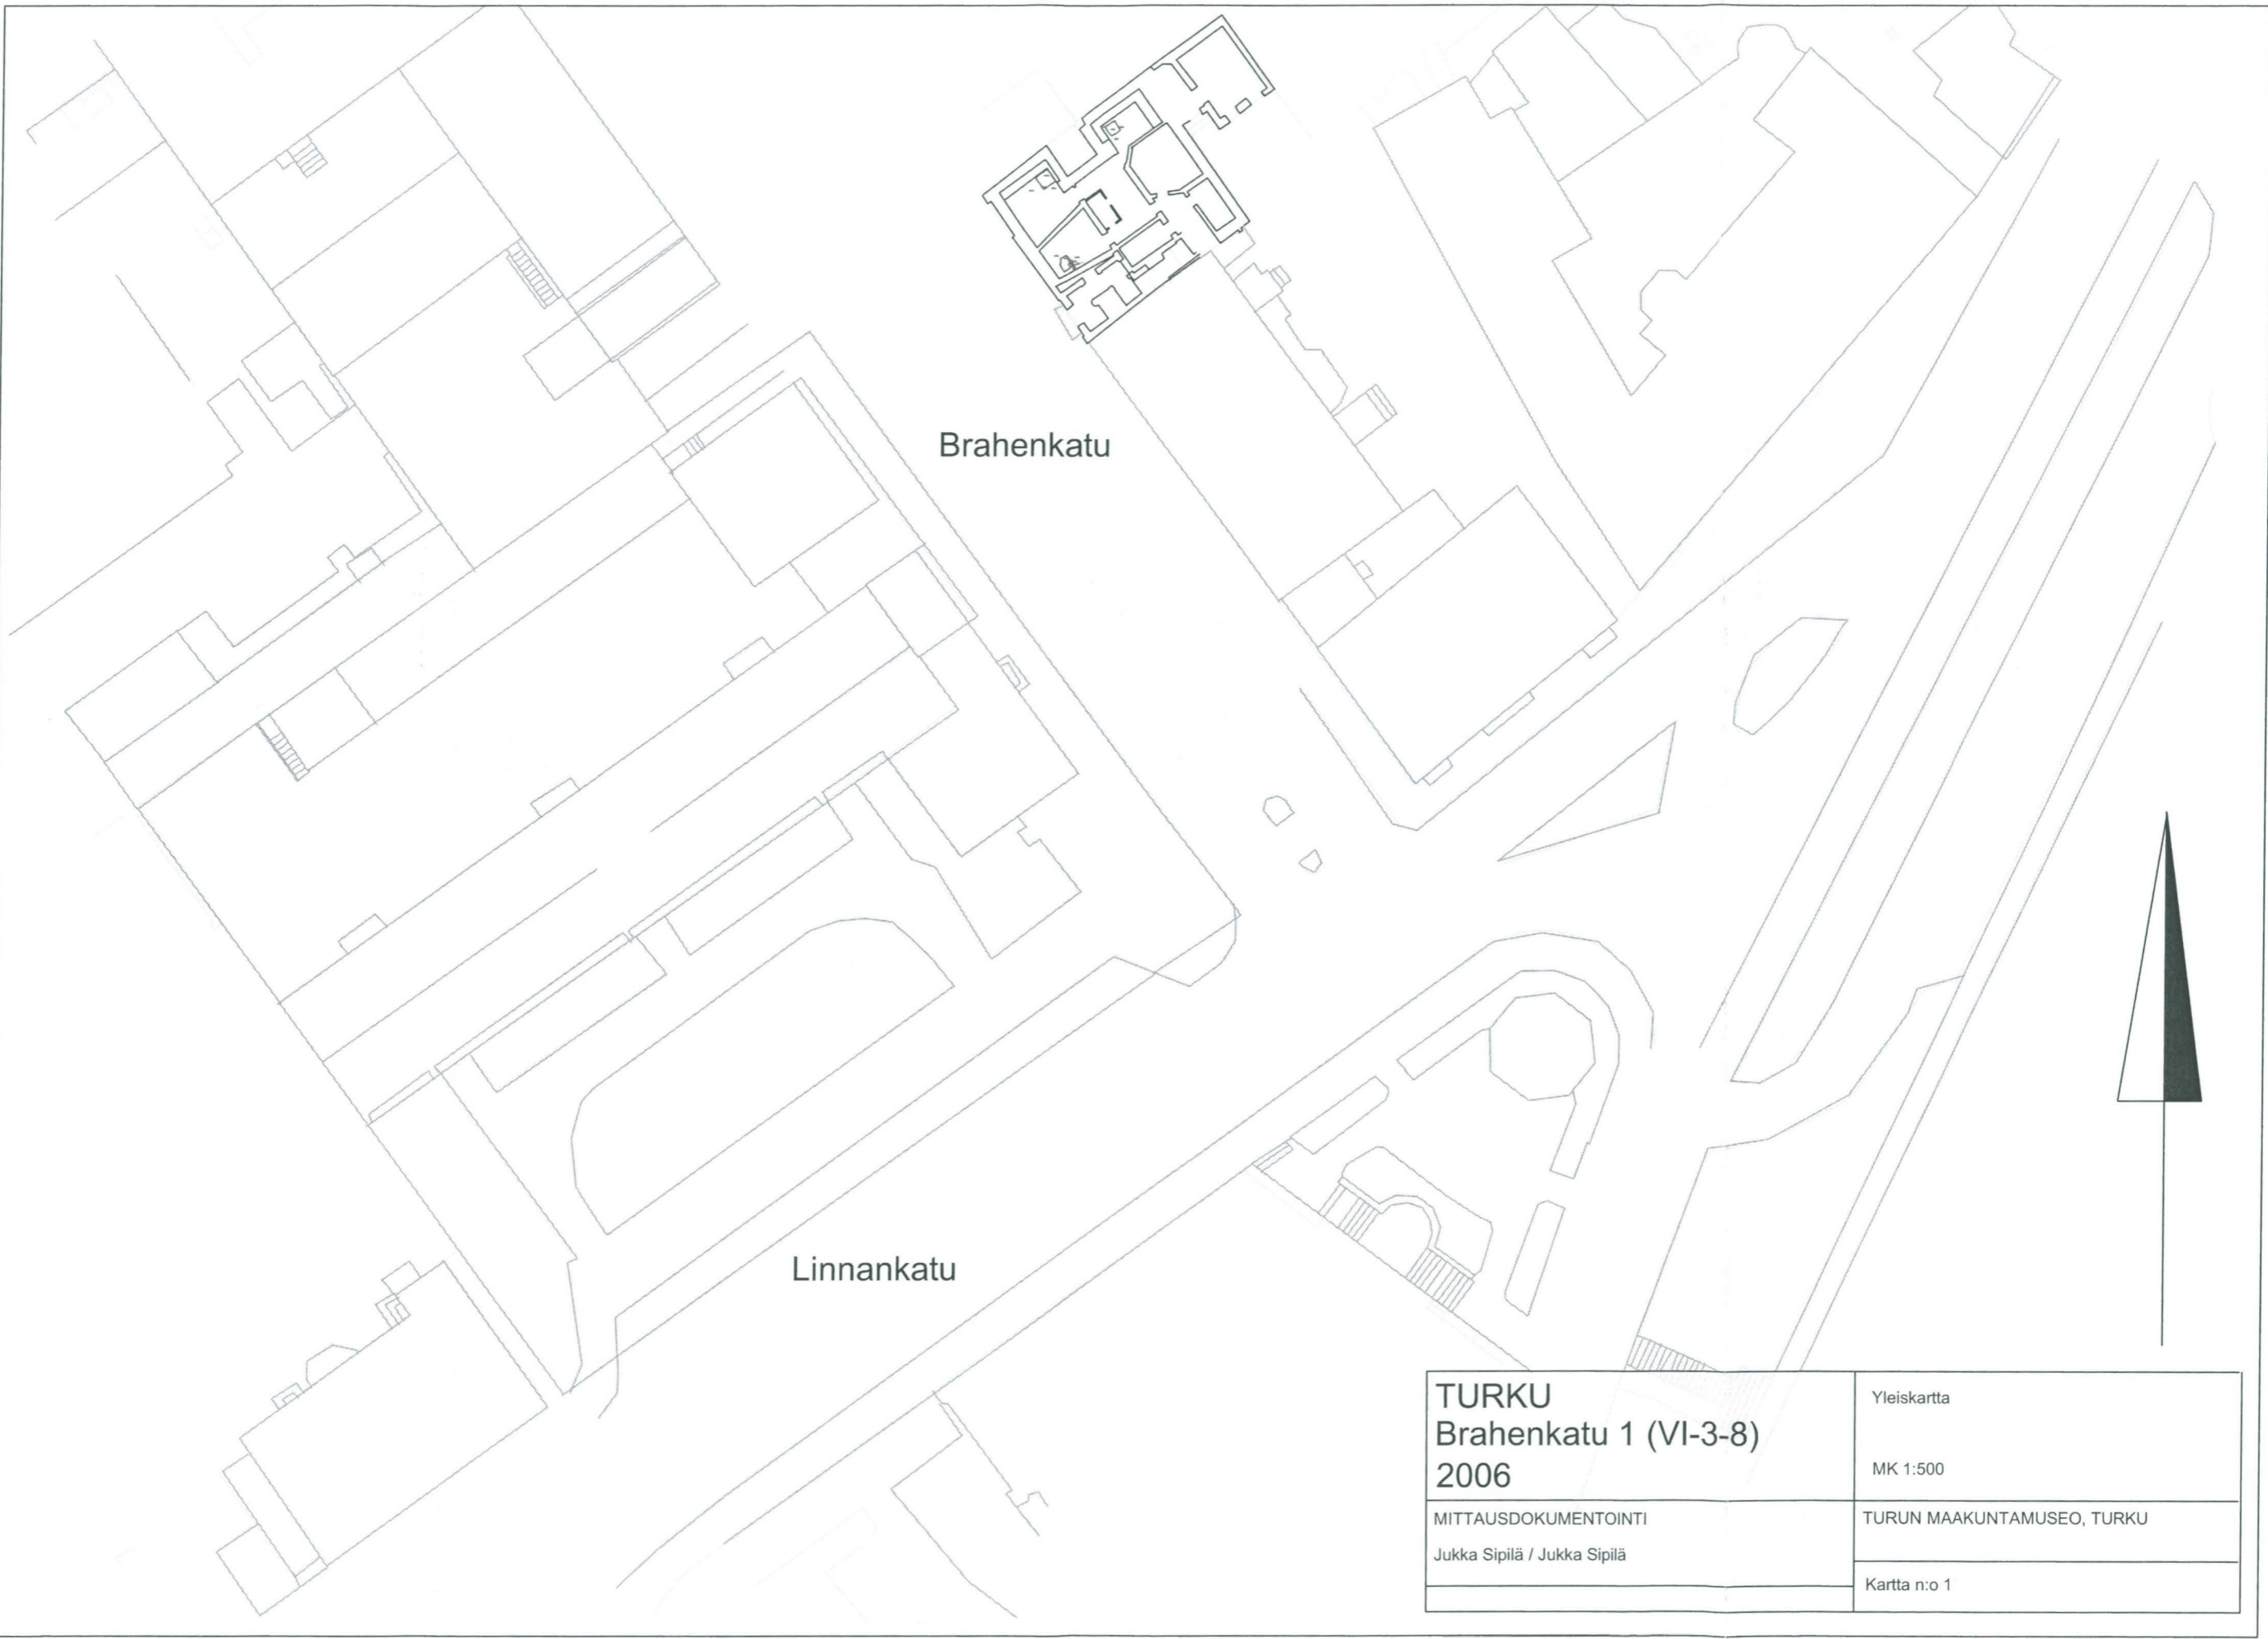 Brahenkatu
Linnankatu
TURKU
Brahenkatu 1 (VI-3-8)
2006
Yleiskartta
MK 1:500
MITTAUSDOKUMENTOINTI
Jukka Sipilä / Jukka Sipilä
TURUN MAAKUNTAMUSEO, TURKU
Kartta n:o 1